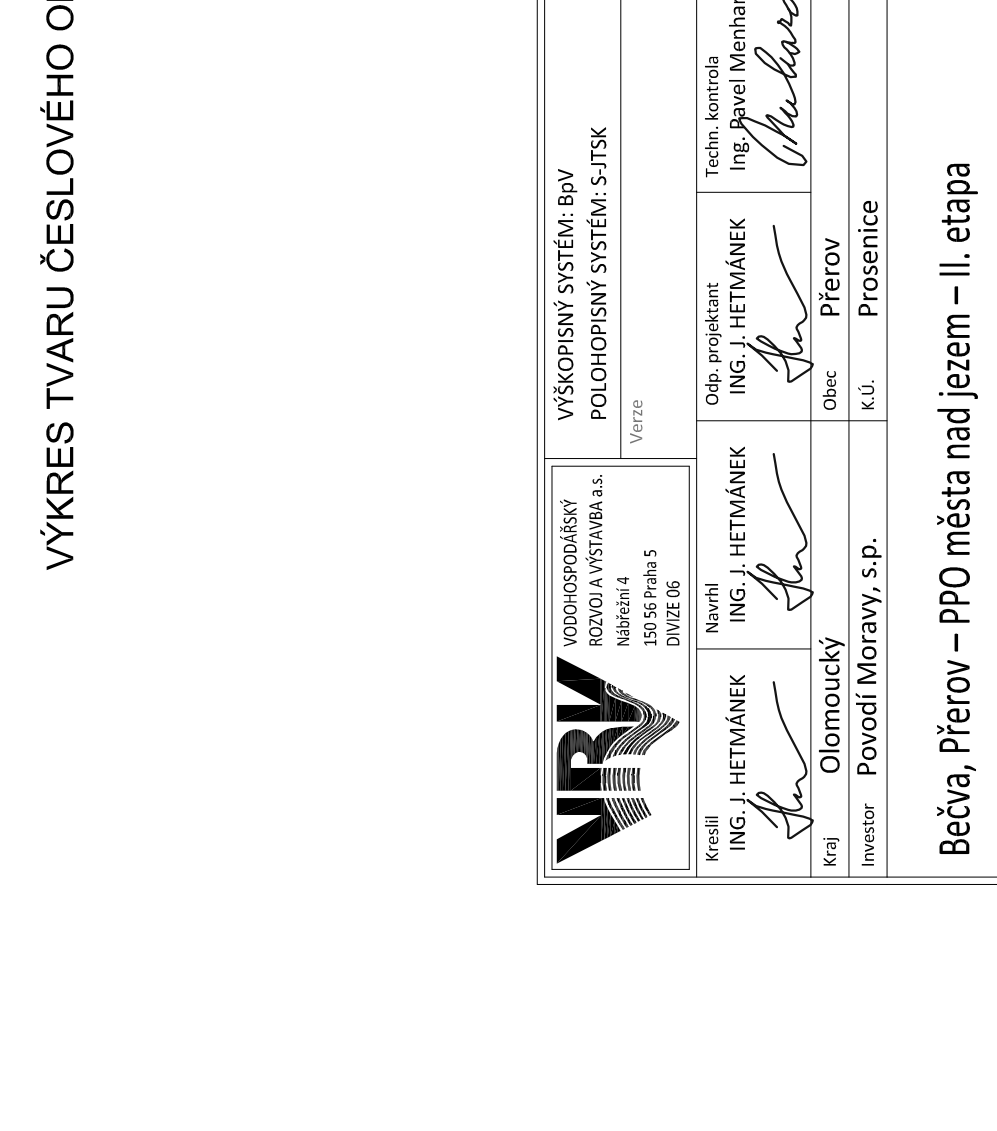 VÝKRES TVARU ČESLOVÉHO
VRV
VODOHOSPODÁŘSKÝ
ROZVOJ A VÝSTAVBA a.s.
Nábřežní 4
150 56 Praha 5
DIVIZE 06
VÝŠKOPISNÝ SYSTÉM: BpV
POLOHOPISNÝ SYSTÉM: S-JTSK
Verze
Kreslil
ING. J. HETMÁNEK
Navrhl
ING. J. HETMÁNEK
Odp. projektant
ING. J. HETMÁNEK
Techn. kontrola
Ing. Pavel Menhar
Kraj Olomoucký
Obec Přerov
Investor Povodí Moravy, s.p.
K.Ú. Prosenice
Bečva, Přerov – PPO města nad jezem – II. etapa